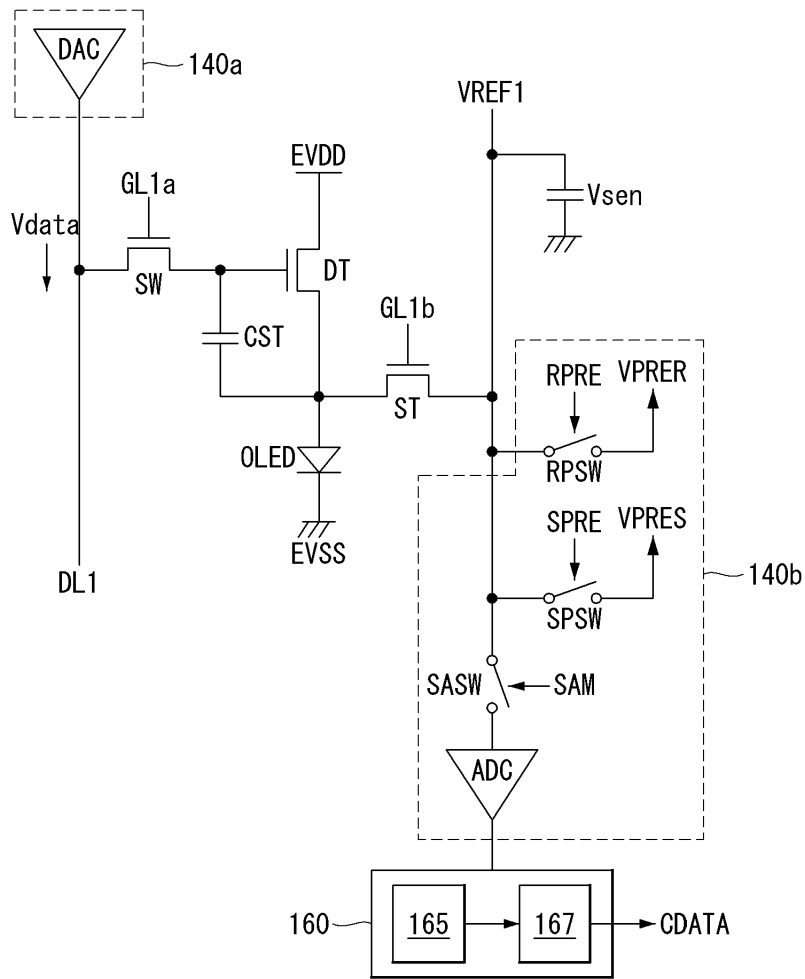 DAC
140a
VREF1
EVDD
GL1a
Vsen
Vdata
SW
DT
GL1b
CST
RPRE
VPRER
ST
OLED
RPSW
SPRE
VPRES
EVSS
DL1
140b
SPSW
SASW
SAM
ADC
160
165
167
CDATA